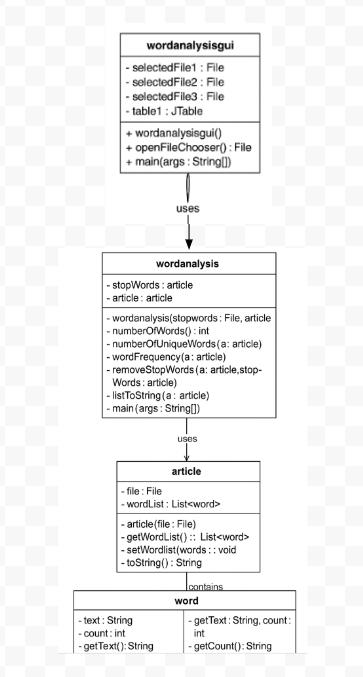 wordanalysisgui
- selectedFile1 : File
- selectedFile2 : File
- selectedFile3 : File
- table1 : JTable
+ wordanalysisgui()
+ openFileChooser() : File
+ main(args : String[])
uses
wordanalysis
- stopWords : article
- article : article
- wordanalysis(stopwords : File, article
- numberOfWords() : int
- numberOfUniqueWords(a: article)
- wordFrequency(a: article)
- removeStopWords (a: article,stop-
Words : article)
- listToString(a : article)
- main(args : String[])
uses
article
- file : File
- wordList : List<word>
- article(file : File)
- getWordList() :: List<word>
- setWordlist(words : : void
- toString() : String
contains
word
- text : String
- count : int
- getText(): String
- getText : String, count :
int
- getCount() : String